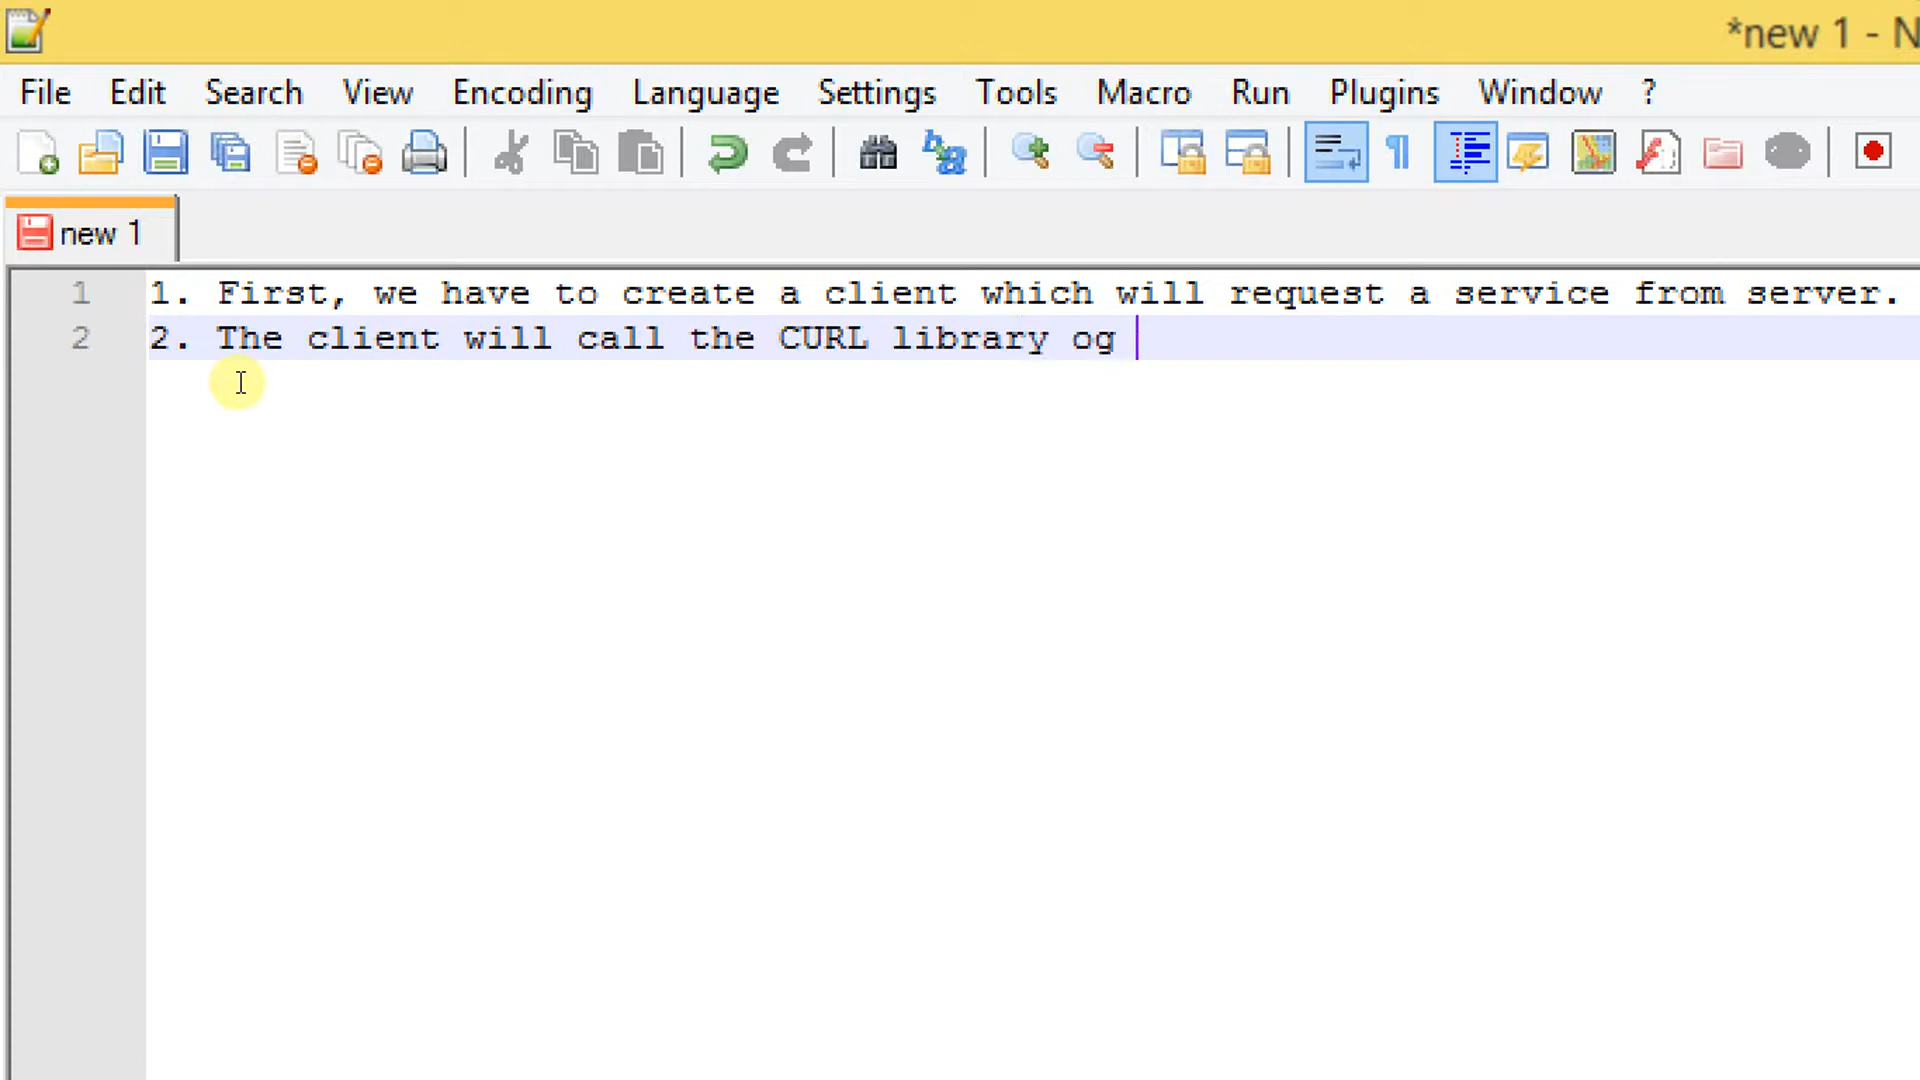 *new 1 - N
File Edit Search View Encoding Language Settings Tools Macro Run Plugins Window ?
new 1
1 1. First, we have to create a client which will request a service from server.
2 2. The client will call the CURL library og